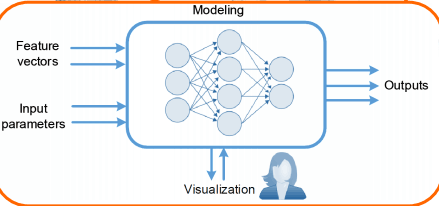 Modeling
Feature
vectors
Input
parameters
Outputs
Visualization